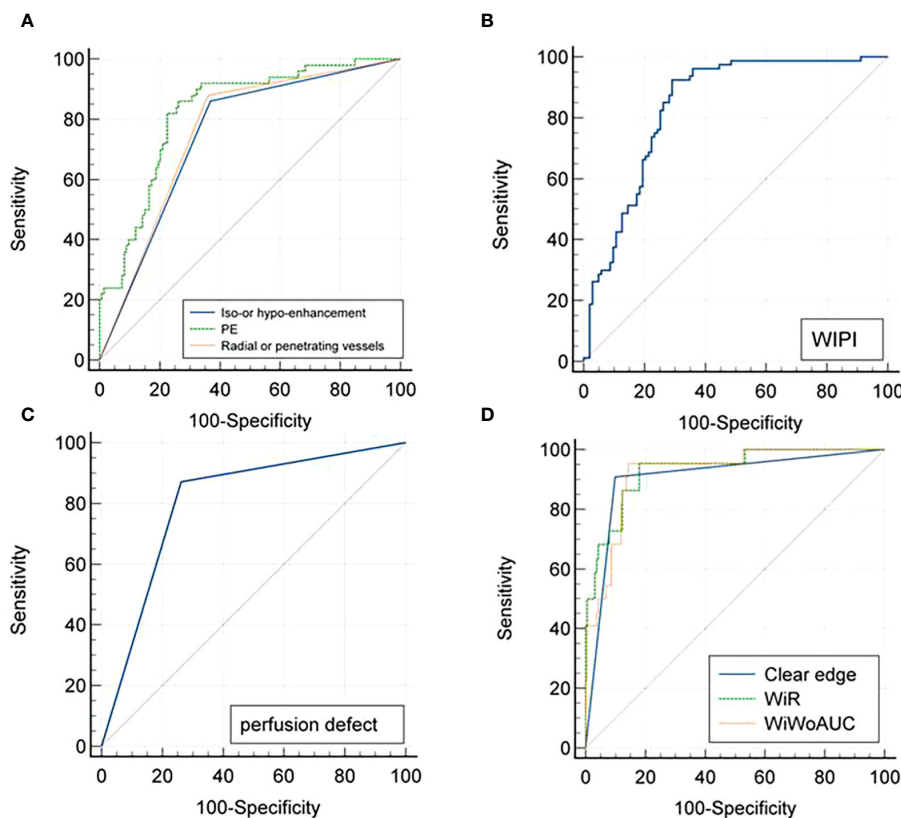 A
100
80
60
40
20
0
Sensitivity
0 20 40 60 80 100
100-Specificity
Iso-or hypo-enhancement
PE
Radial or penetrating vessels
B
100
80
60
40
20
0
Sensitivity
0 20 40 60 80 100
100-Specificity
WIPI
C
100
80
60
40
20
0
Sensitivity
0 20 40 60 80 100
100-Specificity
perfusion defect
D
100
80
60
40
20
0
Sensitivity
0 20 40 60 80 100
100-Specificity
Clear edge
WiR
WiWoAUC